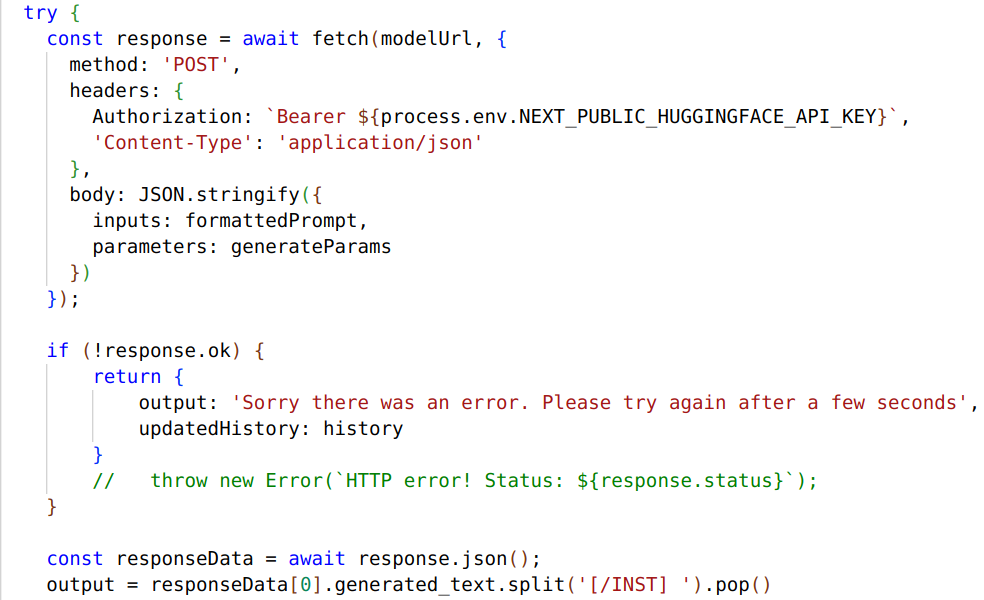 try {
  const response = await fetch(modelUrl, {
    method: 'POST',
    headers: {
      Authorization: `Bearer ${process.env.NEXT_PUBLIC_HUGGINGFACE_API_KEY}`,
      'Content-Type': 'application/json'
    },
    body: JSON.stringify({
      inputs: formattedPrompt,
      parameters: generateParams
    })
  });

  if (!response.ok) {
      return {
          output: 'Sorry there was an error. Please try again after a few seconds',
          updatedHistory: history
      }
      //   throw new Error(`HTTP error! Status: ${response.status}`);
  }

  const responseData = await response.json();
  output = responseData[0].generated_text.split('[/INST] ').pop()